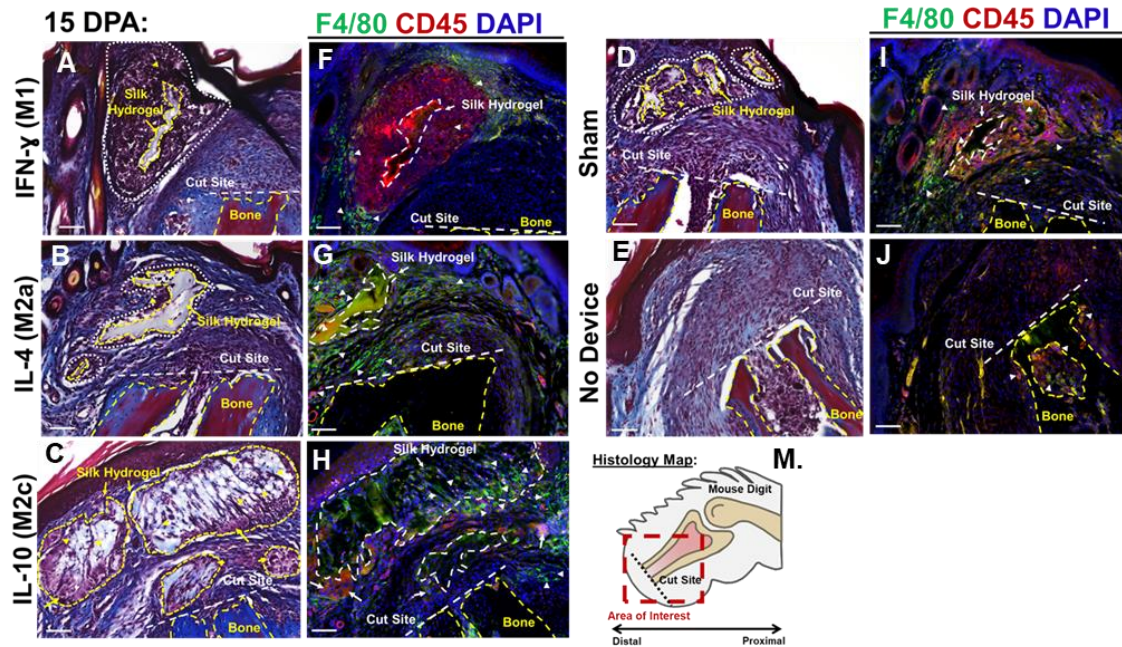 15 DPA:
F4/80 CD45 DAPI
F4/80 CD45 DAPI
IFN-ɣ (M1)
A
Silk
Hydrogel
Cut Site
Bone
F
Silk Hydrogel
Cut Site
Bone
IL-4 (M2a)
B
Silk Hydrogel
Cut Site
Bone
G
Silk Hydrogel
Cut Site
Bone
IL-10 (M2c)
C
Silk Hydrogel
Cut Site
Bone
H
Silk Hydrogel
Cut Site
Bone
Sham
D
Silk Hydrogel
Cut Site
Bone
I
Silk Hydrogel
Cut Site
Bone
No Device
E
Cut Site
Bone
J
Cut Site
Bone
Histology Map:
M.
Mouse Digit
Cut Site
Area of Interest
Distal
Proximal